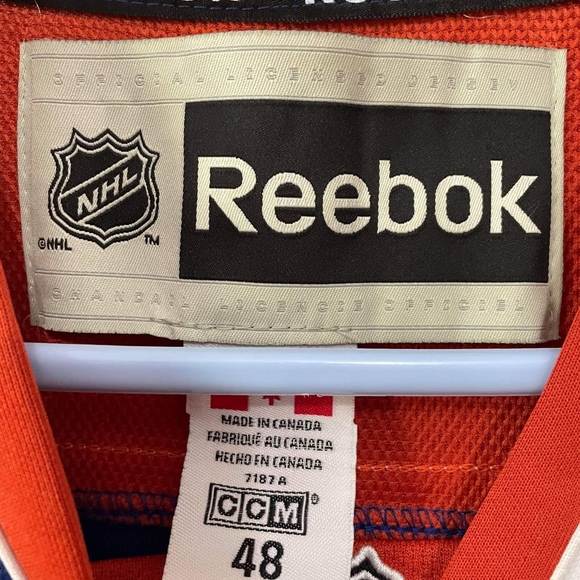 OFFICIAL LICENSED JERSEY
NHL
Reebok
©NHL
TM
CHANDAIL LICENCIÉ OFFICIEL
MADE IN CANADA
FABRIQUÉ AU CANADA
HECHO EN CANADA
7187 A
CCM®
48